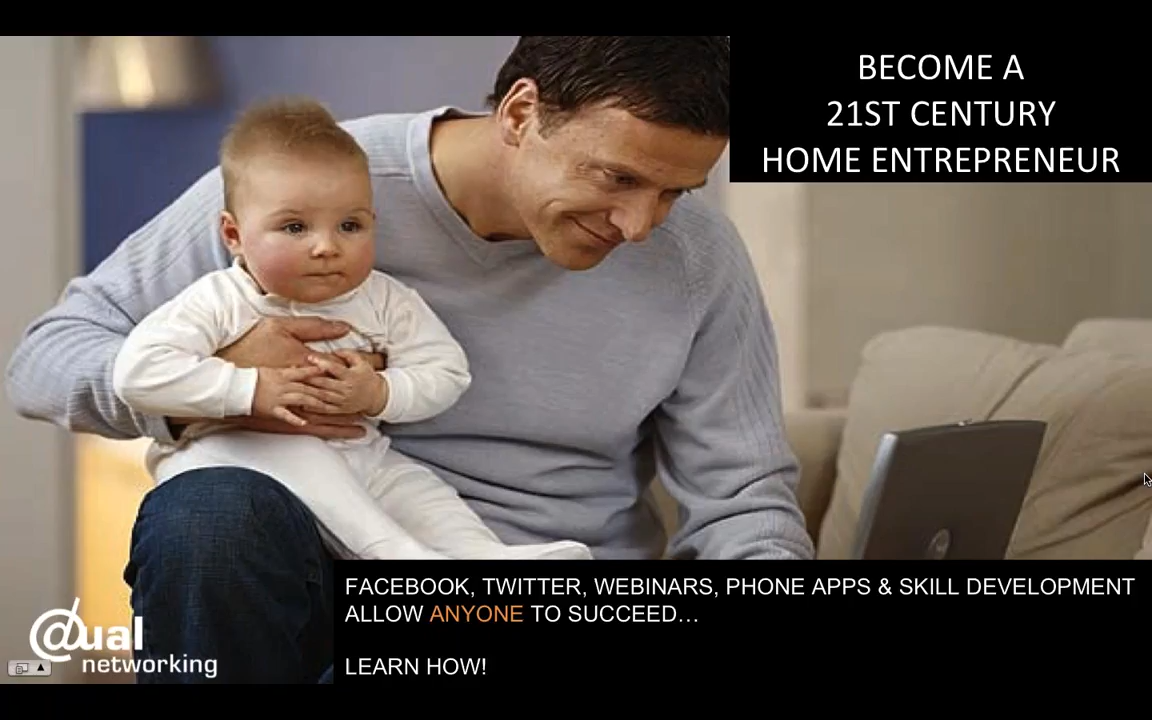 BECOME A
21ST CENTURY
HOME ENTREPRENEUR
FACEBOOK, TWITTER, WEBINARS, PHONE APPS & SKILL DEVELOPMENT
ALLOW ANYONE TO SUCCEED…
LEARN HOW!
@ual
networking